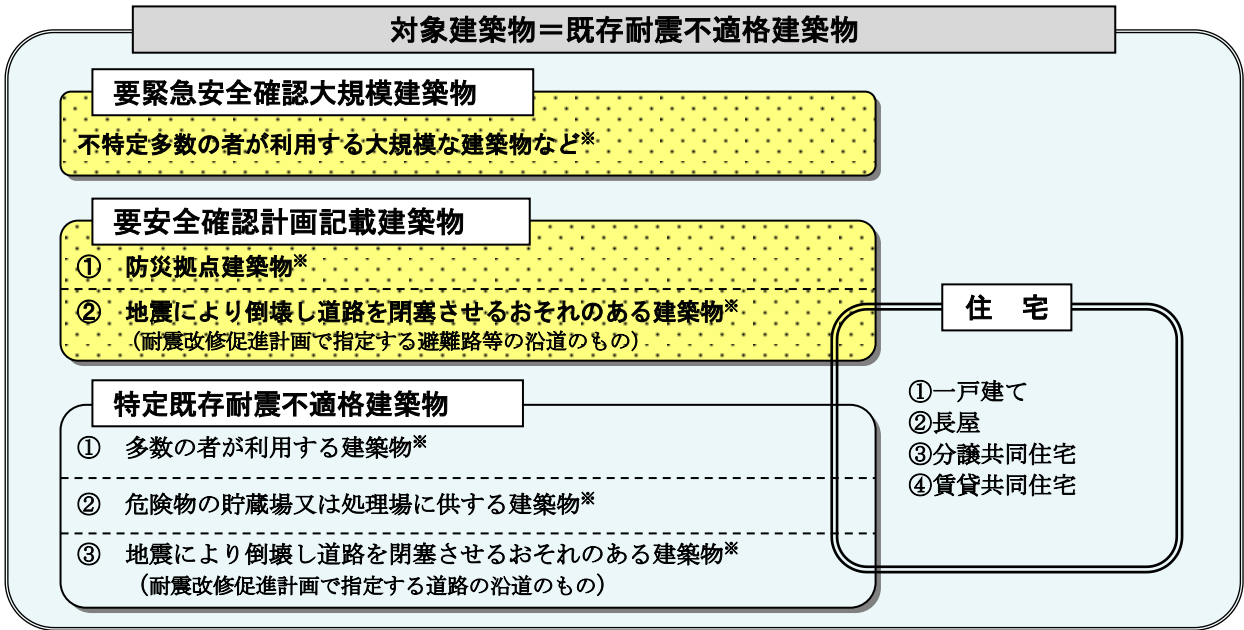 対象建築物＝既存耐震不適格建築物
要緊急安全確認大規模建築物
不特定多数の者が利用する大規模な建築物など※
要安全確認計画記載建築物
① 防災拠点建築物※
② 地震により倒壊し道路を閉塞させるおそれのある建築物※
（耐震改修促進計画で指定する避難路等の沿道のもの）
特定既存耐震不適格建築物
① 多数の者が利用する建築物※
② 危険物の貯蔵場又は処理場に供する建築物※
③ 地震により倒壊し道路を閉塞させるおそれのある建築物※
（耐震改修促進計画で指定する道路の沿道のもの）
住 宅
①一戸建て
②長屋
③分譲共同住宅
④賃貸共同住宅